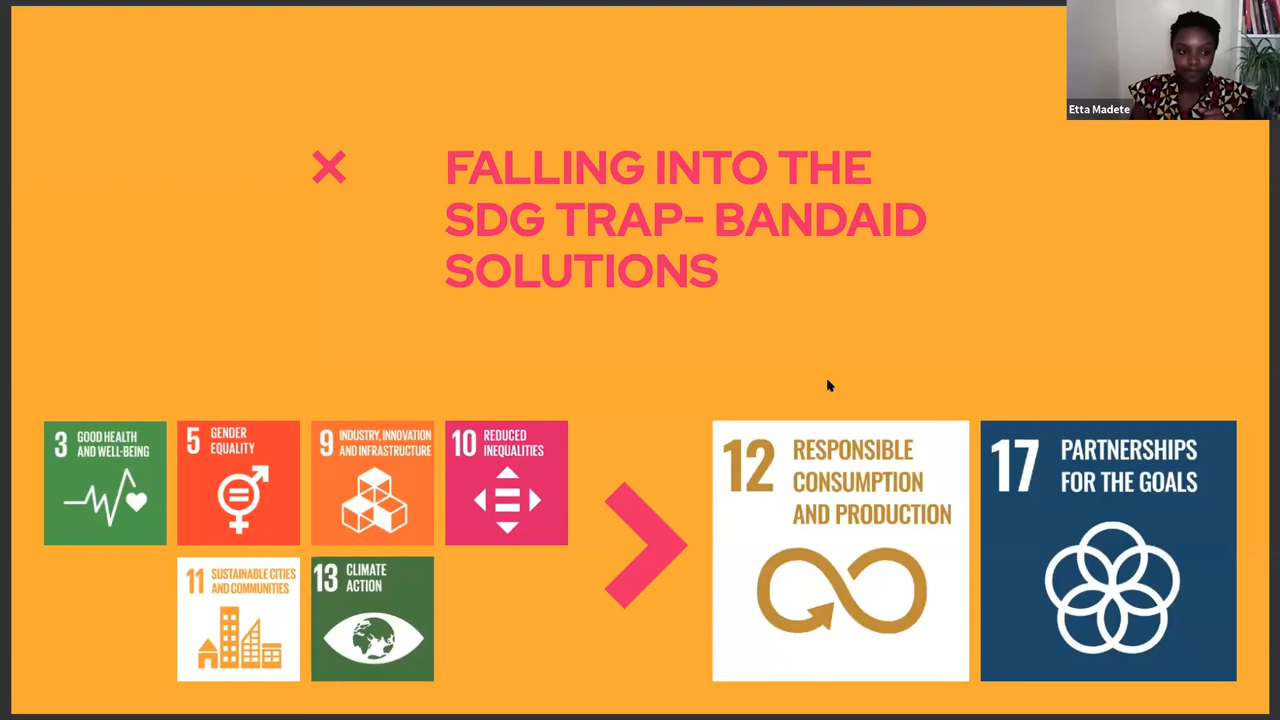 Etta Madete
× FALLING INTO THE
SDG TRAP- BANDAID
SOLUTIONS
3 GOOD HEALTH
AND WELL-BEING
5 GENDER
EQUALITY
9 INDUSTRY, INNOVATION
AND INFRASTRUCTURE
10 REDUCED
INEQUALITIES
11 SUSTAINABLE CITIES
AND COMMUNITIES
13 CLIMATE
ACTION
12 RESPONSIBLE
CONSUMPTION
AND PRODUCTION
17 PARTNERSHIPS
FOR THE GOALS